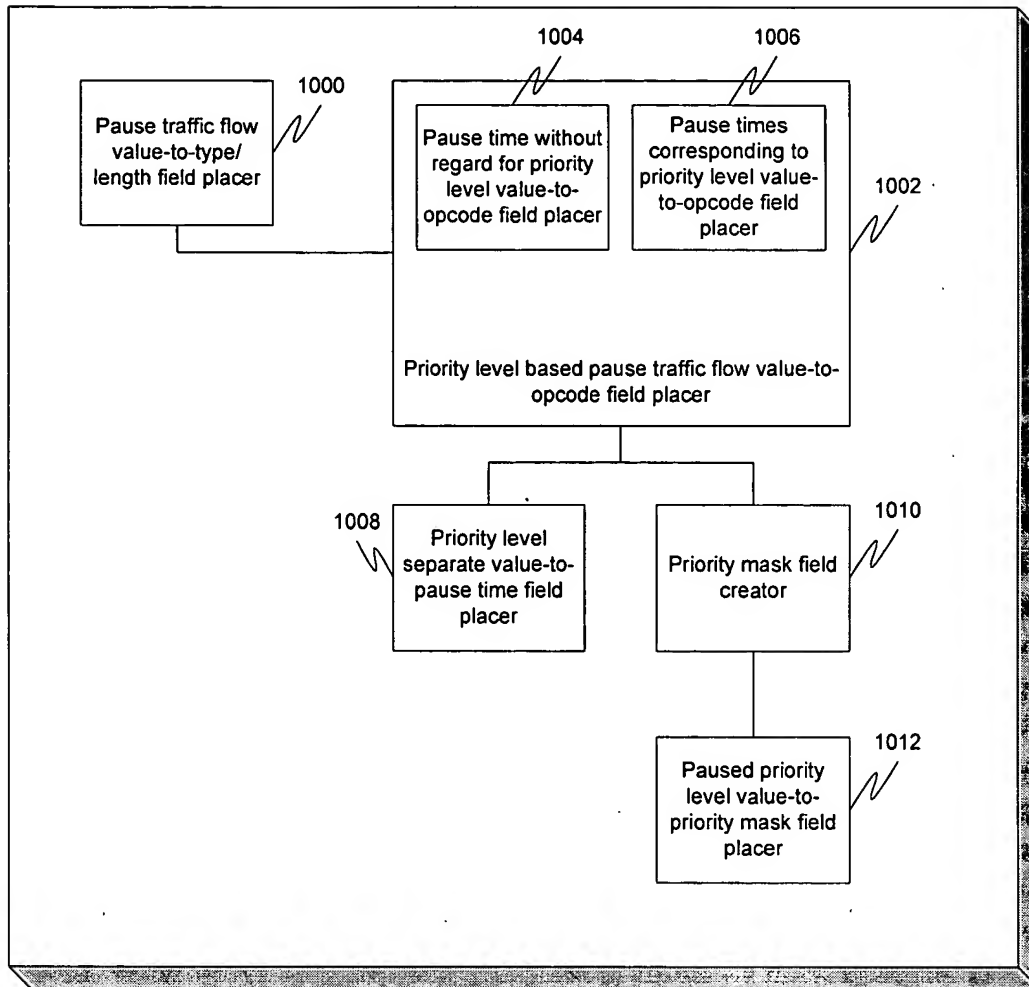 1004
1006
1000
Pause traffic flow
value-to-type/
length field placer
Pause time without
regard for priority
level value-to-
opcode field placer
Pause times
corresponding to
priority level value-
to-opcode field
placer
1002
Priority level based pause traffic flow value-to-
opcode field placer
1008
Priority level
separate value-to-
pause time field
placer
1010
Priority mask field
creator
1012
Paused priority
level value-to-
priority mask field
placer